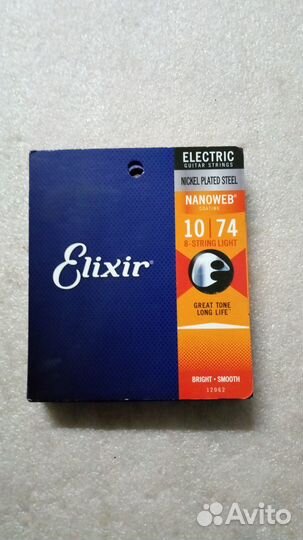 ELECTRIC
GUITAR STRINGS
NICKEL PLATED STEEL
NANOWEB®
COATING
10|74
8-STRING LIGHT
Elixir®
GREAT TONE
LONG LIFE™
BRIGHT • SMOOTH
12062
Avito